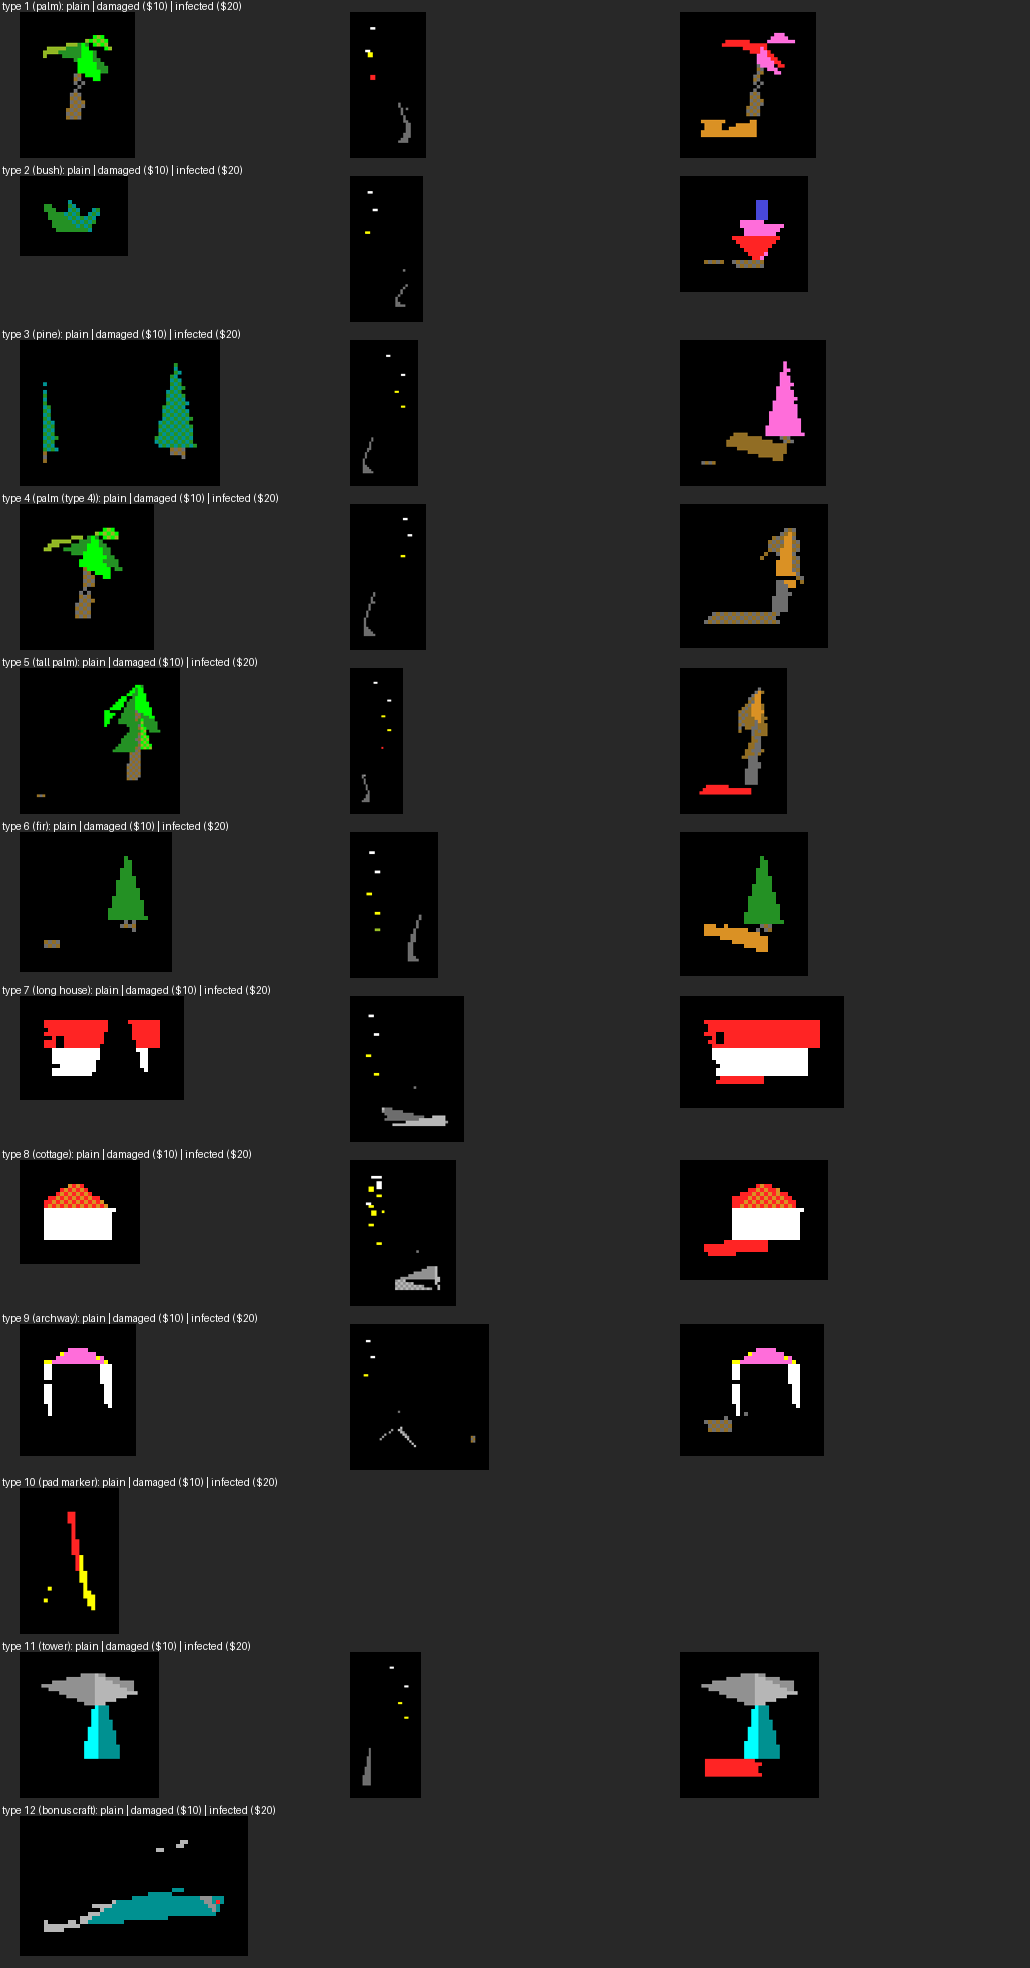 type 1 (palm): plain | damaged ($10) | infected ($20)
type 2 (bush): plain | damaged ($10) | infected ($20)
type 3 (pine): plain | damaged ($10) | infected ($20)
type 4 (palm (type 4)): plain | damaged ($10) | infected ($20)
type 5 (tall palm): plain | damaged ($10) | infected ($20)
type 6 (fir): plain | damaged ($10) | infected ($20)
type 7 (long house): plain | damaged ($10) | infected ($20)
type 8 (cottage): plain | damaged ($10) | infected ($20)
type 9 (archway): plain | damaged ($10) | infected ($20)
type 10 (pad marker): plain | damaged ($10) | infected ($20)
type 11 (tower): plain | damaged ($10) | infected ($20)
type 12 (bonus craft): plain | damaged ($10) | infected ($20)